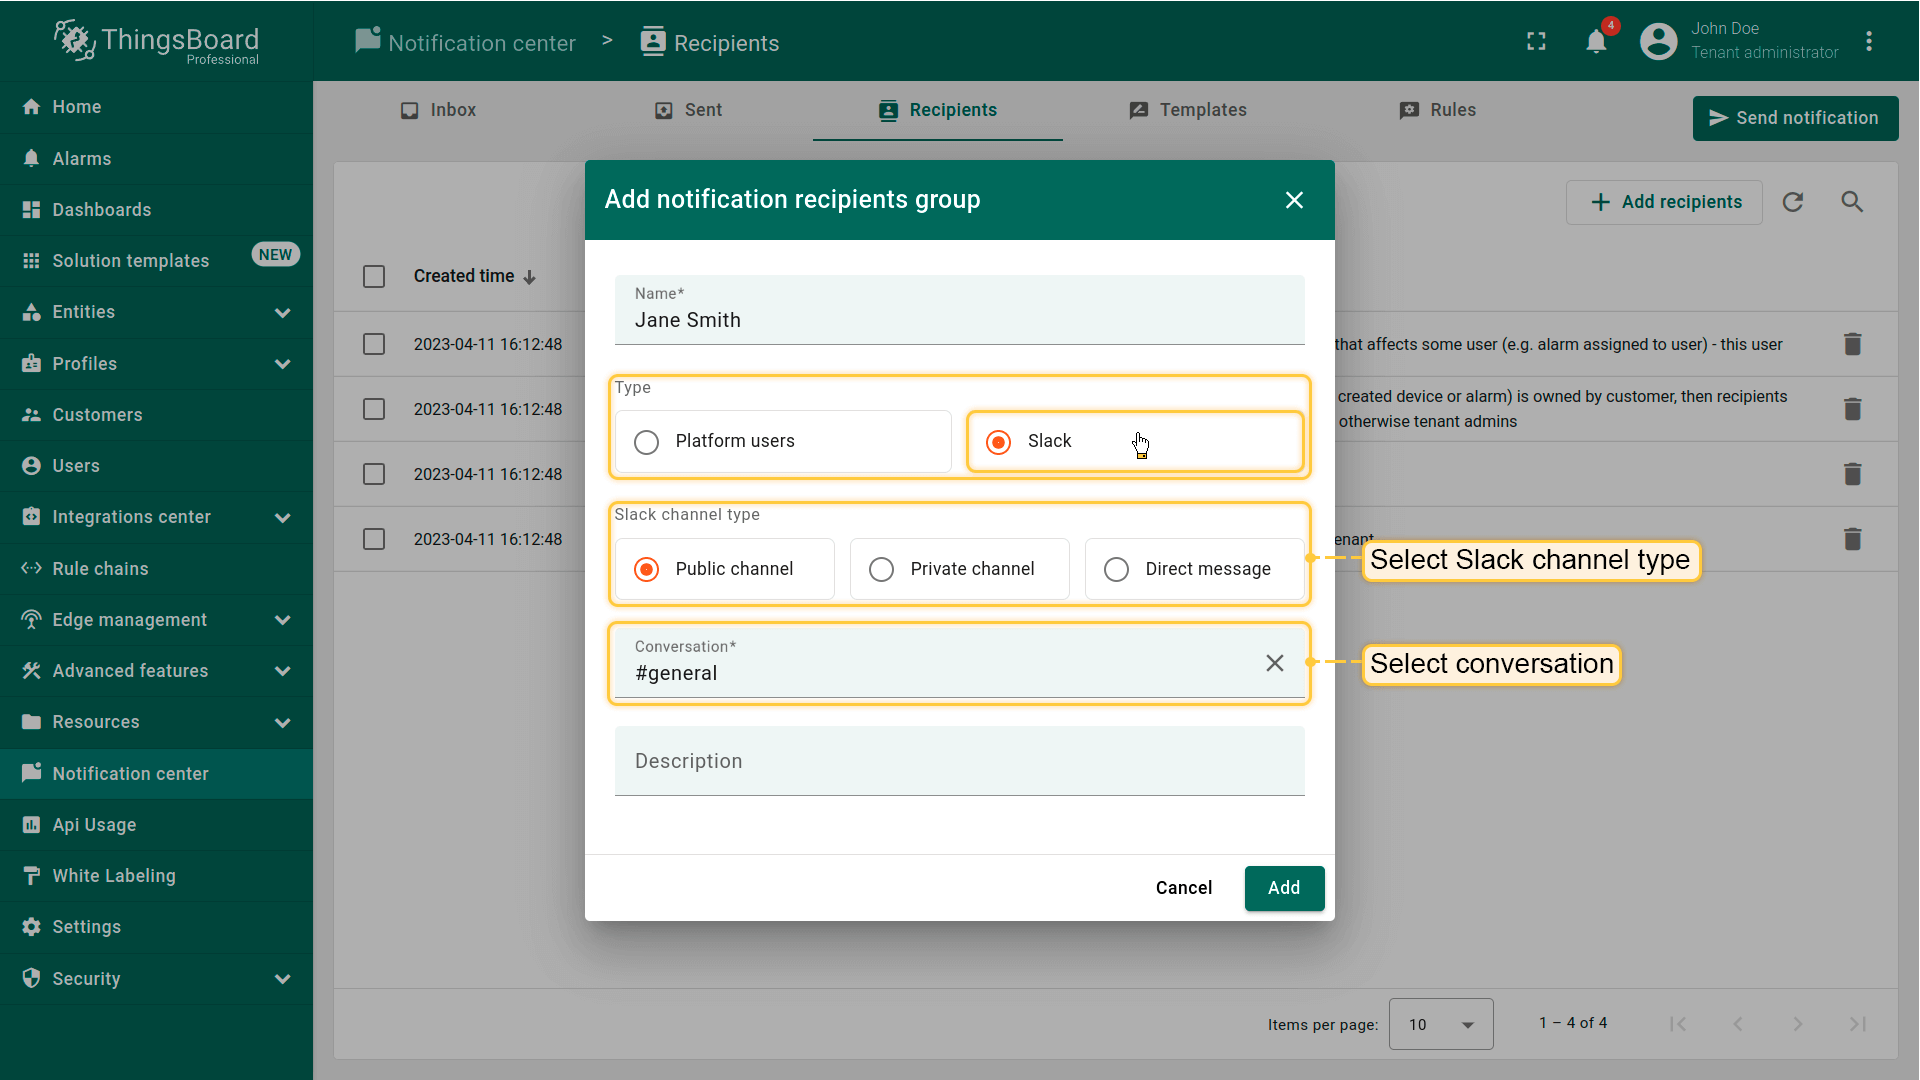 ThingsBoard
Professional
Notification center > Recipients
4
John Doe
Tenant administrator
Home
Alarms
Dashboards
Solution templates NEW
Entities
Profiles
Customers
Users
Integrations center
Rule chains
Edge management
Advanced features
Resources
Notification center
Api Usage
White Labeling
Settings
Security
Inbox Sent Recipients Templates Rules
Send notification
Add recipients
Created time
2023-04-11 16:12:48
that affects some user (e.g. alarm assigned to user) - this user
2023-04-11 16:12:48
created device or alarm) is owned by customer, then recipients
otherwise tenant admins
2023-04-11 16:12:48
2023-04-11 16:12:48
enant
Add notification recipients group
Name*
Jane Smith
Type
Platform users Slack
Slack channel type
Public channel Private channel Direct message
Select Slack channel type
Conversation*
#general
Select conversation
Description
Cancel Add
Items per page: 10 1 – 4 of 4